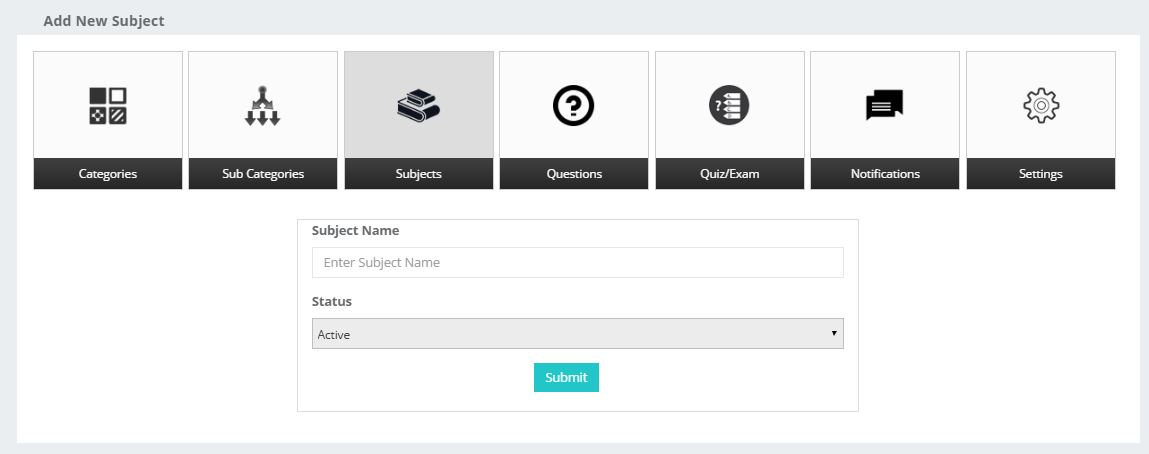 Add New Subject
Categories
Sub Categories
Subjects
Questions
Quiz/Exam
Notifications
Settings
Subject Name
Enter Subject Name
Status
Active
Submit